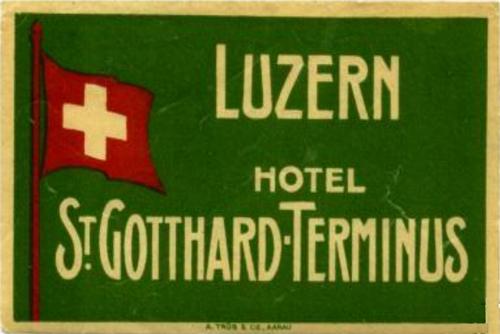 LUZERN
HOTEL
ST. GOTTHARD-TERMINUS
A. TRÜB & CIE., AARAU